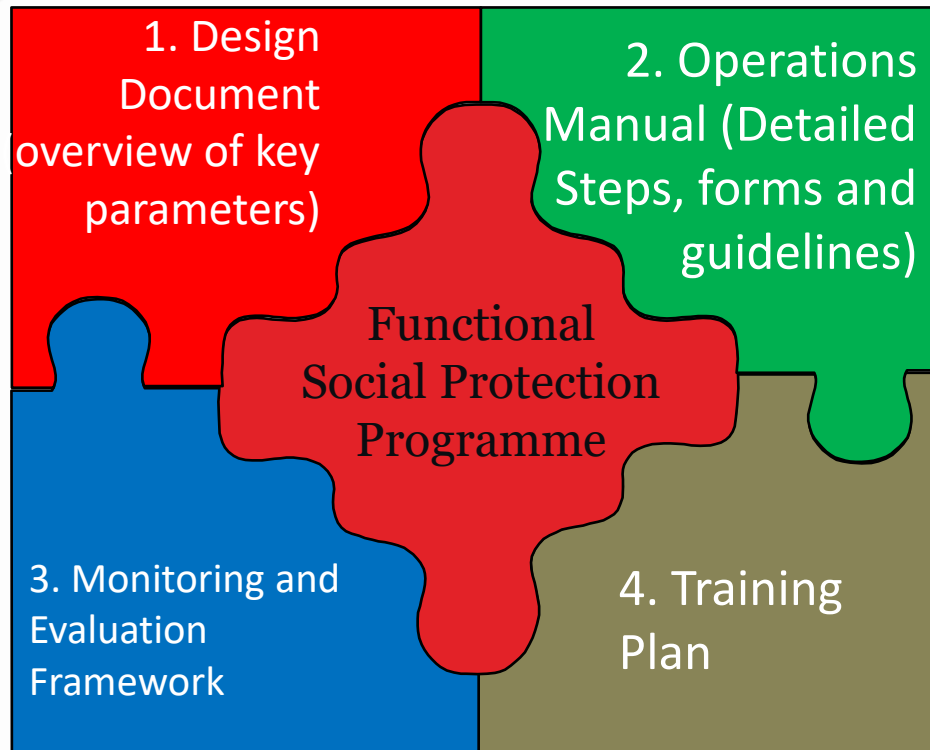 1. Design
Document
(overview of key
parameters)
2. Operations
Manual (Detailed
Steps, forms and
guidelines)
Functional
Social Protection
Programme
3. Monitoring and
Evaluation
Framework
4. Training
Plan